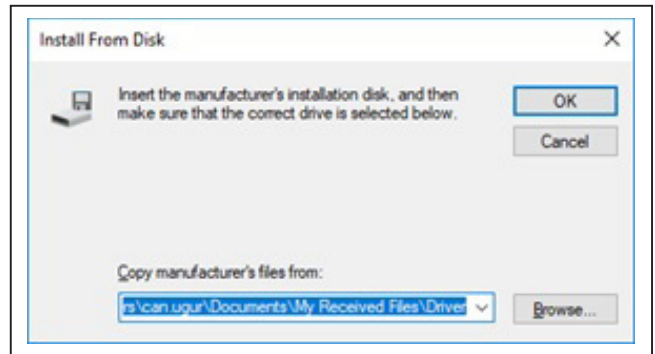 Install From Disk
Insert the manufacturer's installation disk, and then
make sure that the correct drive is selected below.
OK
Cancel
Copy manufacturer's files from:
rs\can.ugur\Documents\My Received Files\Driver
Browse...